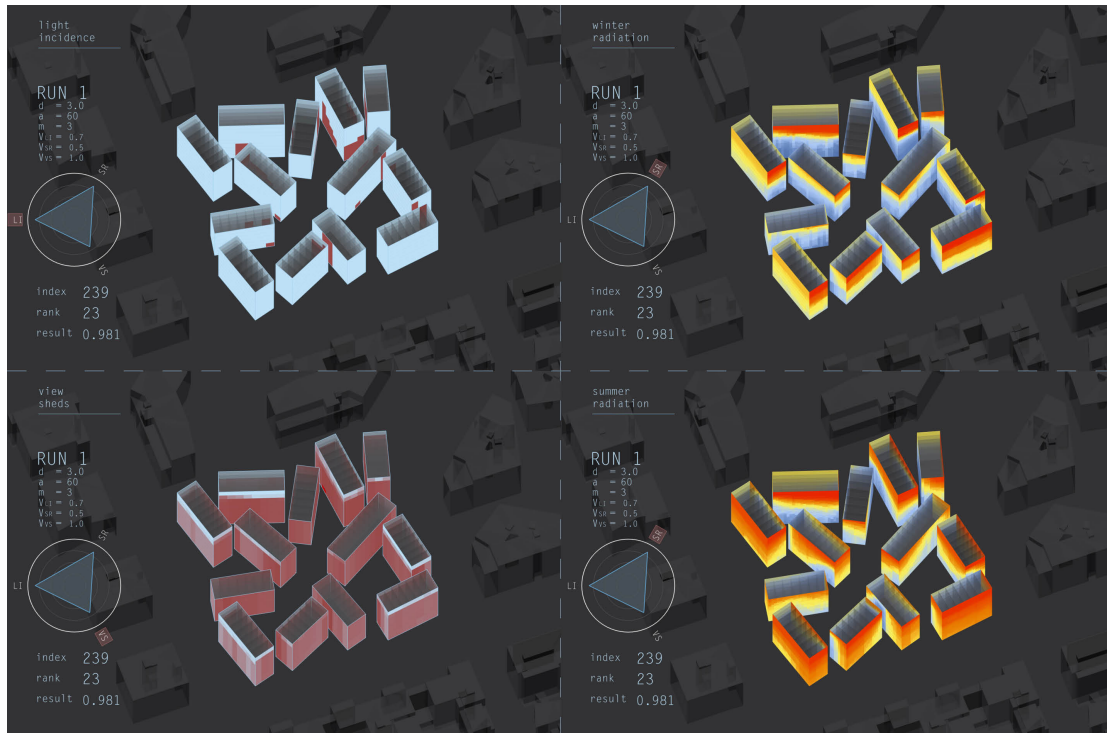 light
incidence
RUN 1
d = 3.0
a = 60
m = 3
VLI = 0.7
VSR = 0.5
VVS = 1.0
SR
LI
VS
index 239
rank 23
result 0.981
winter
radiation
RUN 1
d = 3.0
a = 60
m = 3
VLI = 0.7
VSR = 0.5
VVS = 1.0
SR
LI
VS
index 239
rank 23
result 0.981
view
sheds
RUN 1
d = 3.0
a = 60
m = 3
VLI = 0.7
VSR = 0.5
VVS = 1.0
SR
LI
VS
index 239
rank 23
result 0.981
summer
radiation
RUN 1
d = 3.0
a = 60
m = 3
VLI = 0.7
VSR = 0.5
VVS = 1.0
SR
LI
VS
index 239
rank 23
result 0.981